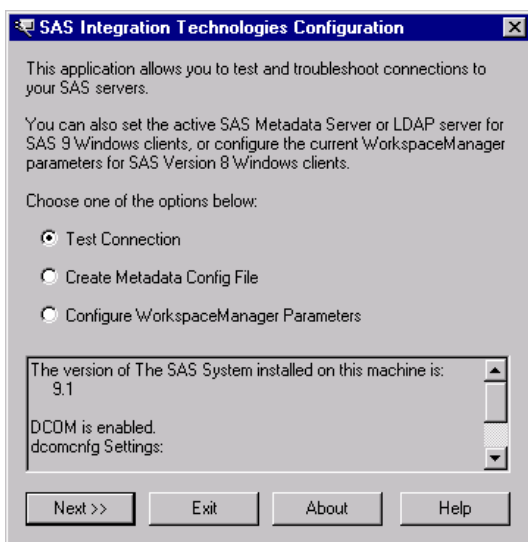 SAS Integration Technologies Configuration
This application allows you to test and troubleshoot connections to
your SAS servers.
You can also set the active SAS Metadata Server or LDAP server for
SAS 9 Windows clients, or configure the current WorkspaceManager
parameters for SAS Version 8 Windows clients.
Choose one of the options below:
Test Connection
Create Metadata Config File
Configure WorkspaceManager Parameters
The version of The SAS System installed on this machine is:
9.1
DCOM is enabled.
dcomcnfg Settings:
Next >> Exit About Help